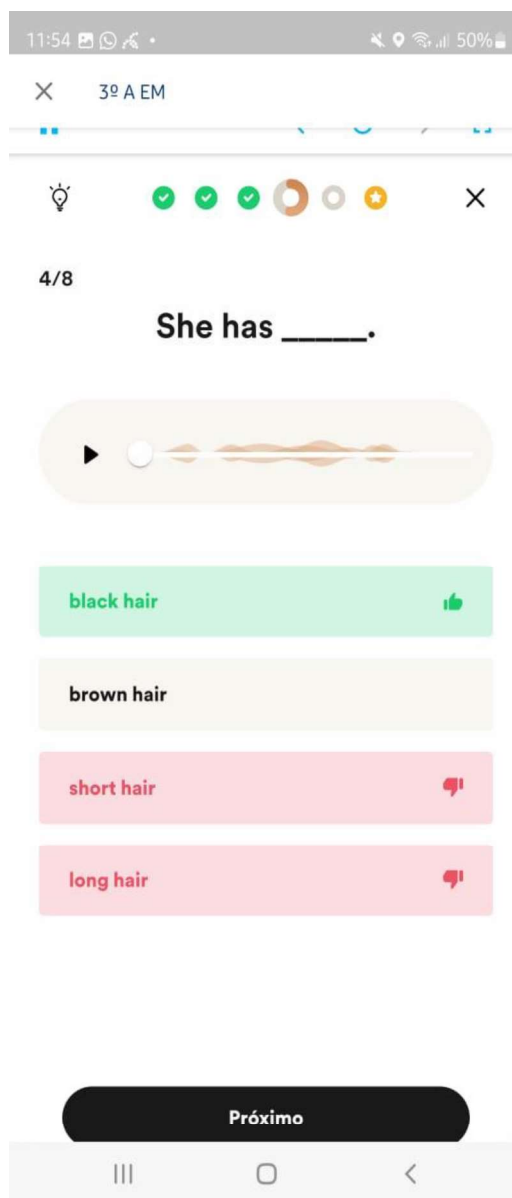 11:54 50%
3º A EM
4/8
She has _____.
black hair
brown hair
short hair
long hair
Próximo